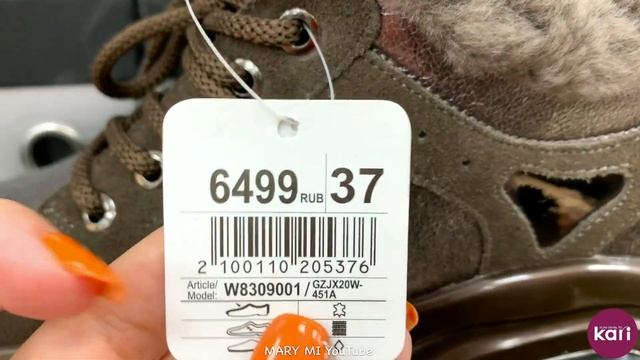 6499 RUB 37
2 100110 205376
Article/ Model: W8309001 / GZJX20W-451A
MARY MI YouTube
kari